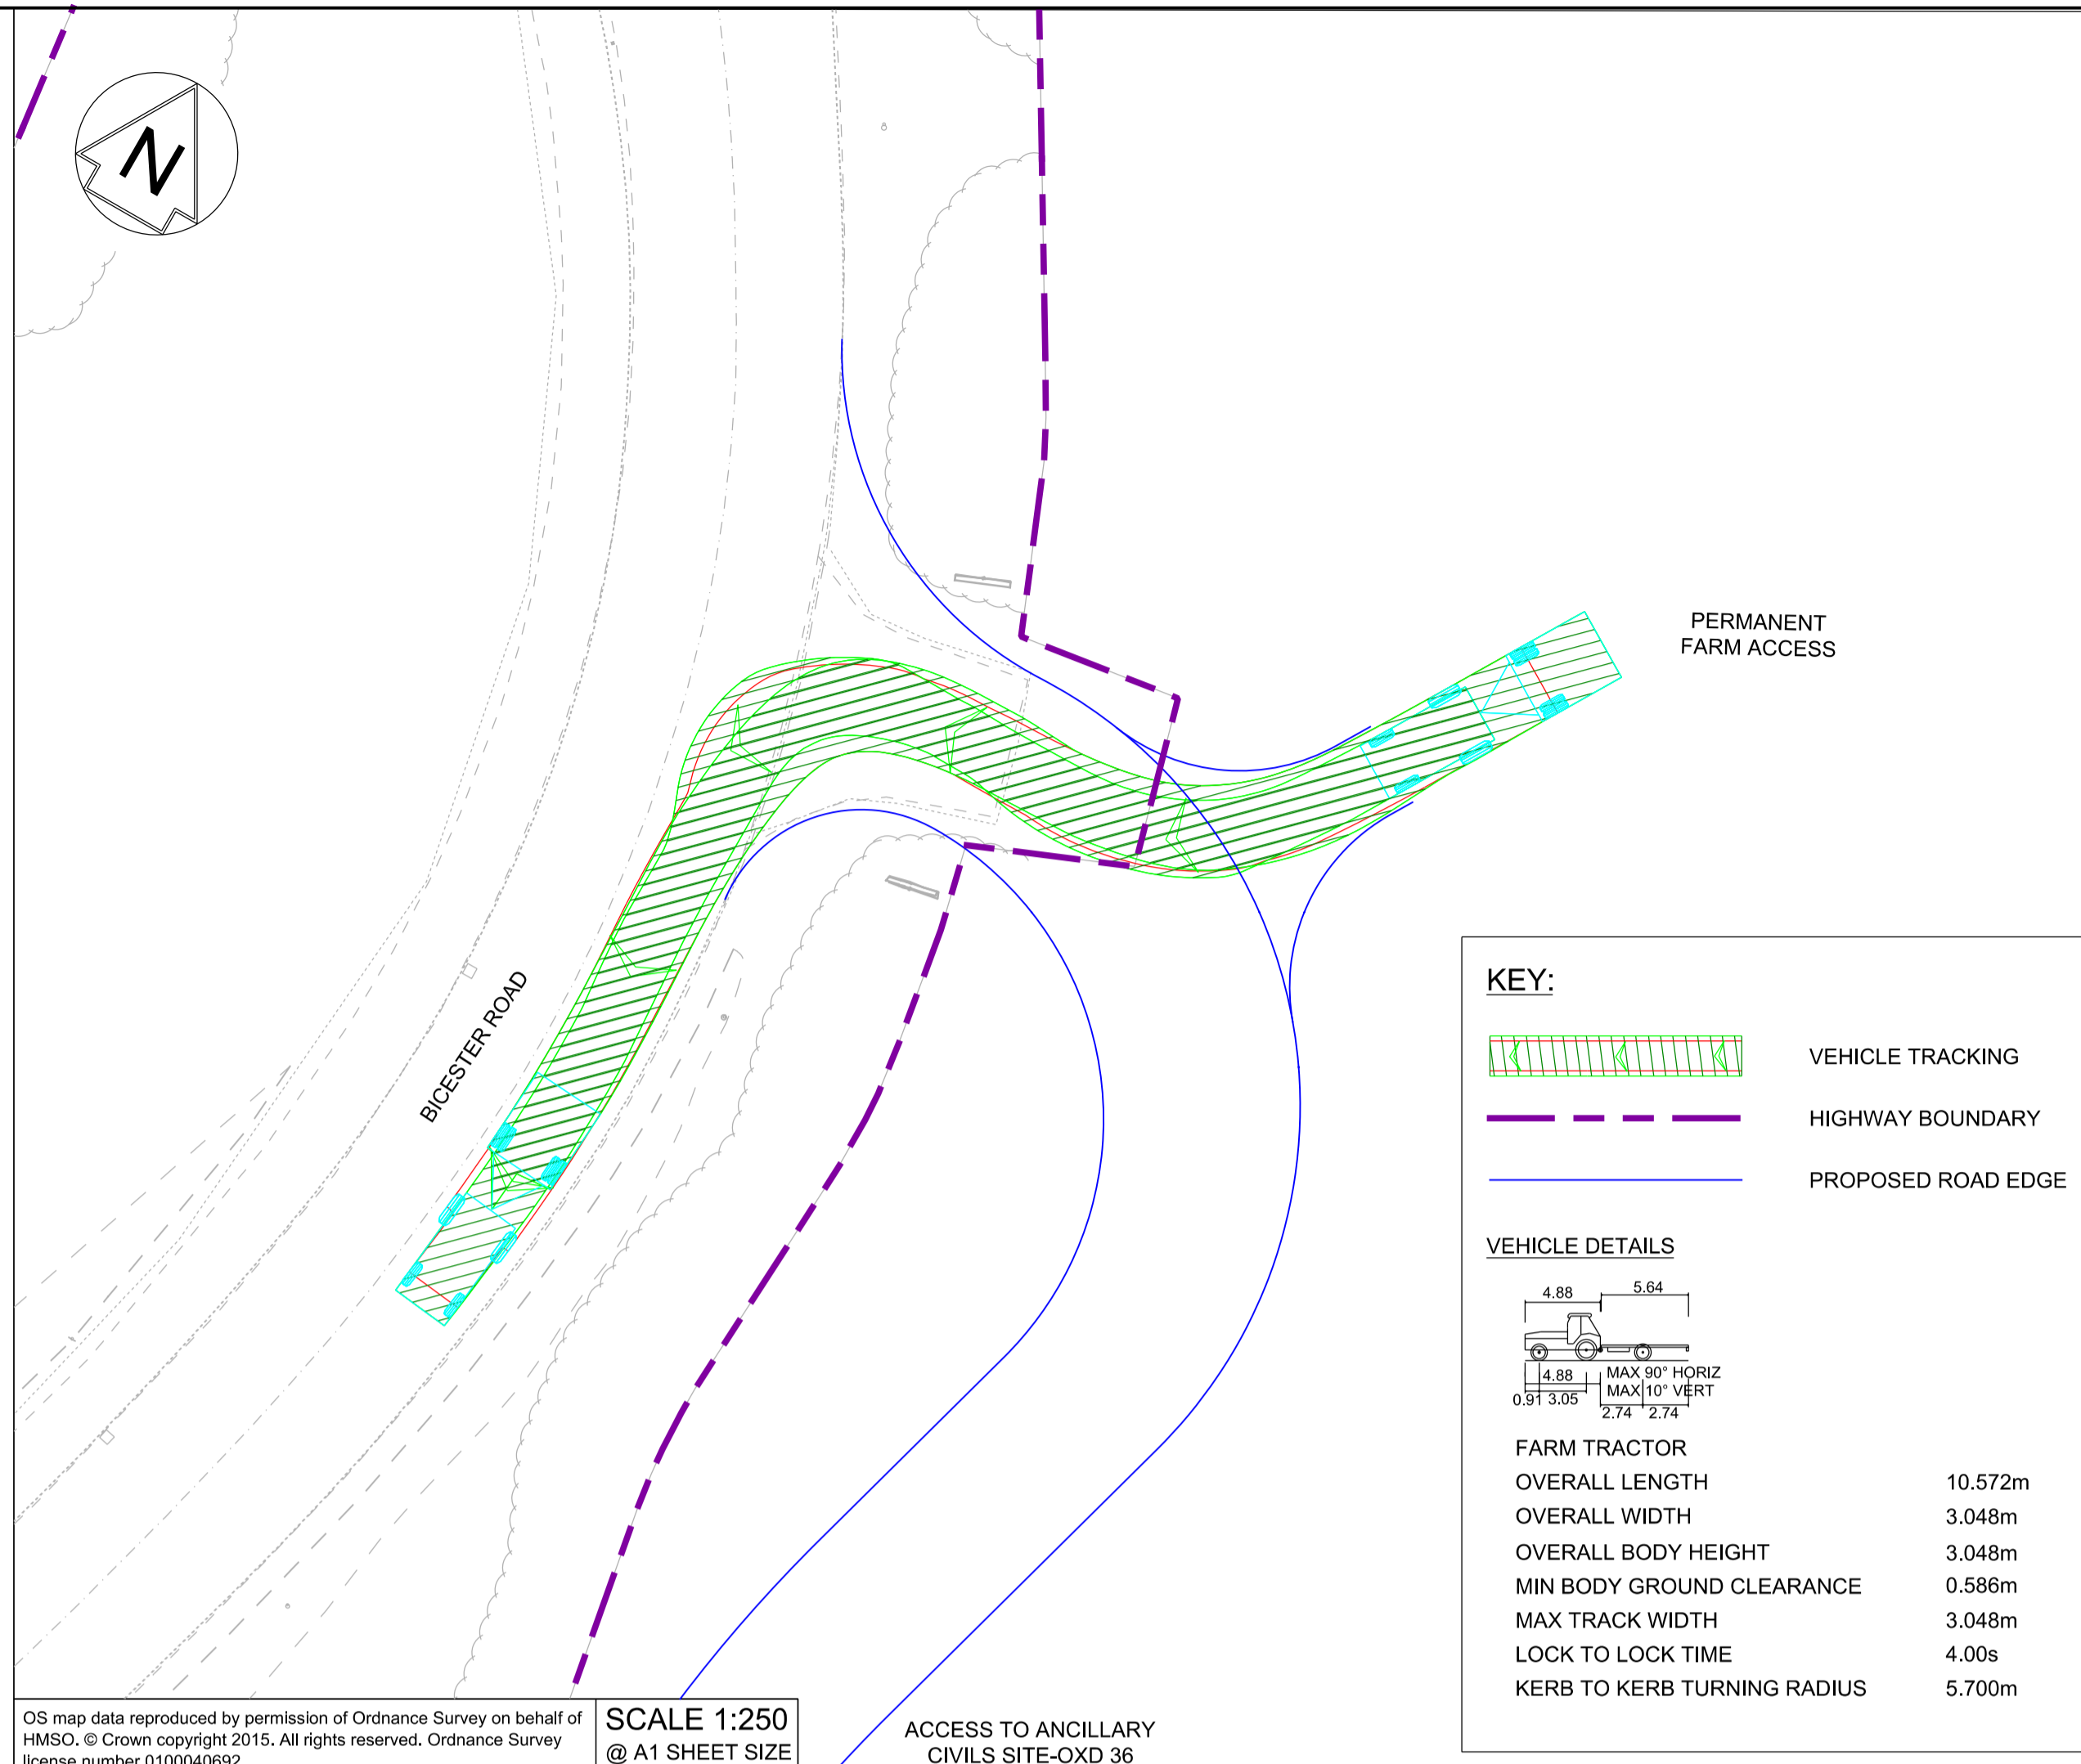 N
PERMANENT
FARM ACCESS
BICESTER ROAD
KEY:
VEHICLE TRACKING
HIGHWAY BOUNDARY
PROPOSED ROAD EDGE
VEHICLE DETAILS
4.88 5.64
4.88 MAX 90° HORIZ
MAX 10° VERT
0.91 3.05
2.74 2.74
FARM TRACTOR
OVERALL LENGTH 10.572m
OVERALL WIDTH 3.048m
OVERALL BODY HEIGHT 3.048m
MIN BODY GROUND CLEARANCE 0.586m
MAX TRACK WIDTH 3.048m
LOCK TO LOCK TIME 4.00s
KERB TO KERB TURNING RADIUS 5.700m
OS map data reproduced by permission of Ordnance Survey on behalf of
HMSO. © Crown copyright 2015. All rights reserved. Ordnance Survey
license number 0100040692
SCALE 1:250
@ A1 SHEET SIZE
ACCESS TO ANCILLARY
CIVILS SITE-OXD 36